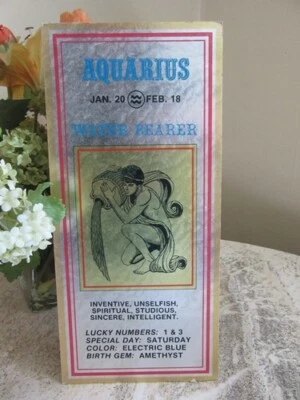 AQUARIUS
JAN. 20 FEB. 18
WATER BEARER
INVENTIVE, UNSELFISH,
SPIRITUAL, STUDIOUS,
SINCERE, INTELLIGENT.
LUCKY NUMBERS: 1 & 3
SPECIAL DAY: SATURDAY
COLOR: ELECTRIC BLUE
BIRTH GEM: AMETHYST